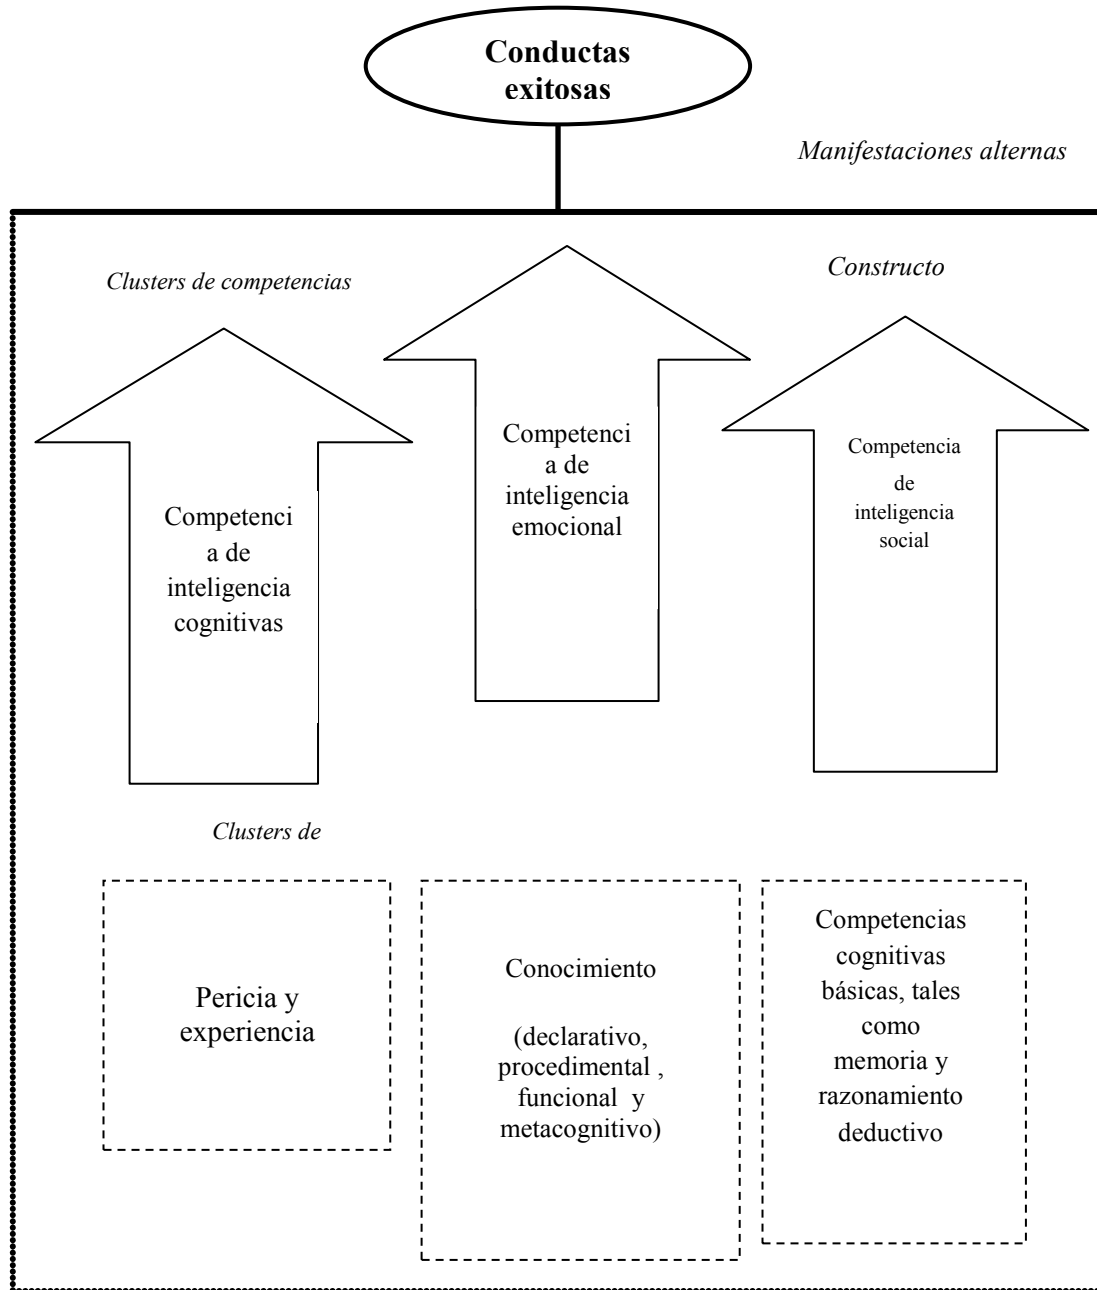 Conductas
exitosas
Manifestaciones alternas
Clusters de competencias
Constructo
Competenci
a de
inteligencia
cognitivas
Competenci
a de
inteligencia
emocional
Competencia
de
inteligencia
social
Clusters de
Pericia y
experiencia
Conocimiento
(declarativo,
procedimental ,
funcional y
metacognitivo)
Competencias
cognitivas
básicas, tales
como
memoria y
razonamiento
deductivo